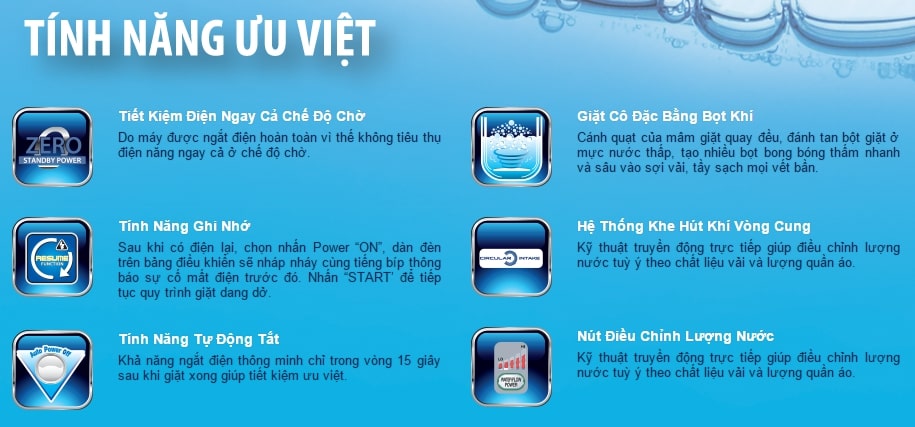 TÍNH NĂNG ƯU VIỆT
ZERO
STANDBY POWER
Tiết Kiệm Điện Ngay Cả Chế Độ Chờ
Do máy được ngắt điện hoàn toàn vì thế không tiêu thụ
điện năng ngay cả ở chế độ chờ.
RESUME
FUNCTION
Tính Năng Ghi Nhớ
Sau khi có điện lại, chọn nhấn Power “ON”, dàn đèn
trên bảng điều khiển sẽ nháp nháy cùng tiếng bíp thông
báo sự cố mất điện trước đó. Nhấn “START’ để tiếp
tục quy trình giặt dang dở.
Auto Power Off
Tính Năng Tự Động Tắt
Khả năng ngắt điện thông minh chỉ trong vòng 15 giây
sau khi giặt xong giúp tiết kiệm ưu việt.
Giặt Cô Đặc Bằng Bọt Khí
Cánh quạt của mâm giặt quay đều, đánh tan bột giặt ở
mực nước thấp, tạo nhiều bọt bong bóng thấm nhanh
và sâu vào sợi vải, tẩy sạch mọi vết bẩn.
CIRCULAR INTAKE
Hệ Thống Khe Hút Khí Vòng Cung
Kỹ thuật truyền động trực tiếp giúp điều chỉnh lượng
nước tuỳ ý theo chất liệu vải và lượng quần áo.
LO
HI
WATERFLOW
POWER
Nút Điều Chỉnh Lượng Nước
Kỹ thuật truyền động trực tiếp giúp điều chỉnh lượng
nước tuỳ ý theo chất liệu vải và lượng quần áo.